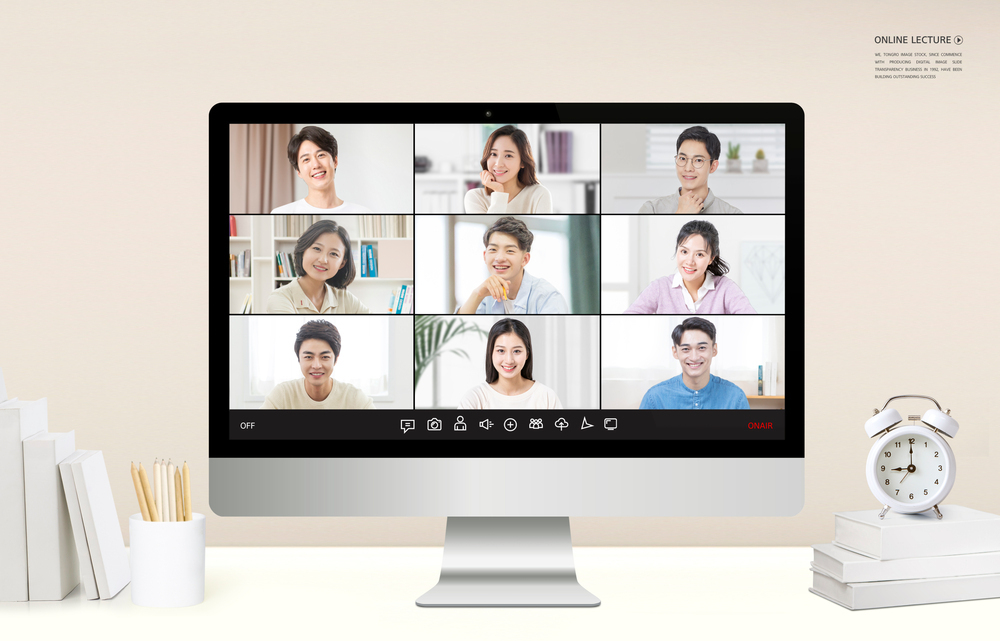 ONLINE LECTURE
WE, TONGRO IMAGE STOCK, SINCE COMMENCE
WITH PRODUCING DIGITAL IMAGE SLIDE
TRANSPARENCY BUSINESS IN 1992, HAVE BEEN
BUILDING OUTSTANDING SUCCESS
OFF
ONAIR
12
11 1
10 2
9 3
8 4
7 5
6